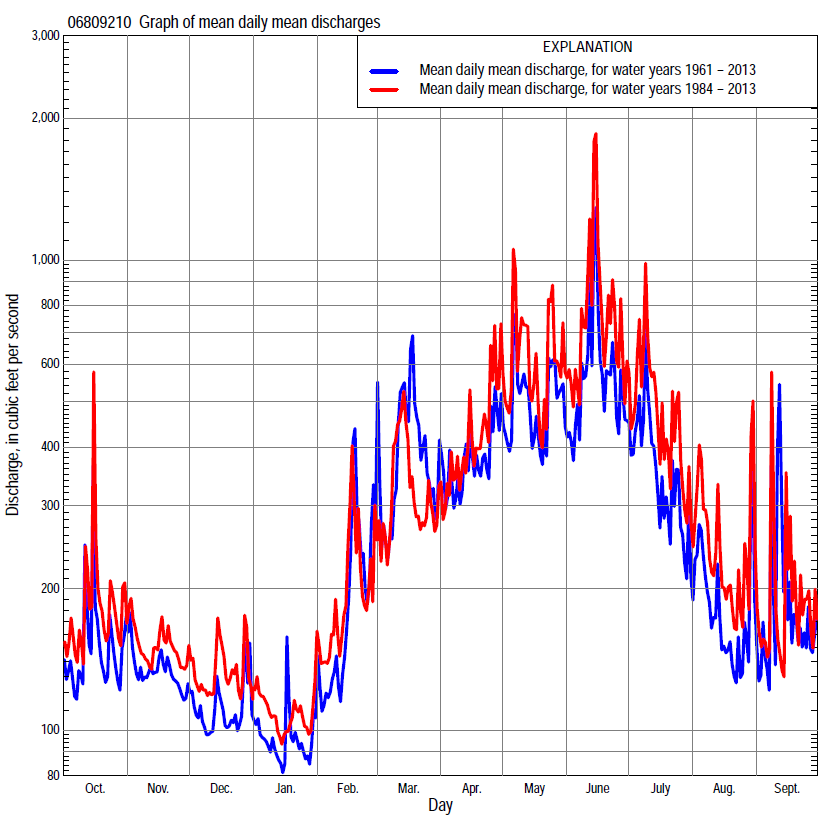 06809210 Graph of mean daily mean discharges
EXPLANATION
Mean daily mean discharge, for water years 1961 – 2013
Mean daily mean discharge, for water years 1984 – 2013
Discharge, in cubic feet per second
3,000
2,000
1,000
800
600
400
300
200
100
80
Oct. Nov. Dec. Jan. Feb. Mar. Apr. May June July Aug. Sept.
Day